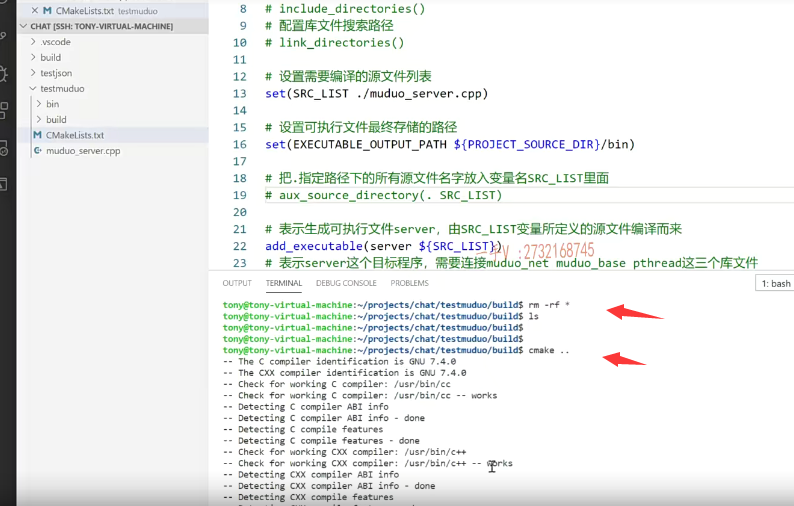 CMakeLists.txt testmuduo
CHAT [SSH: TONY-VIRTUAL-MACHINE]
.vscode
build
testjson
testmuduo
bin
build
CMakeLists.txt
muduo_server.cpp
8 # include_directories()
9 # 配置库文件搜索路径
10 # link_directories()
11
12 # 设置需要编译的源文件列表
13 set(SRC_LIST ./muduo_server.cpp)
14
15 # 设置可执行文件最终存储的路径
16 set(EXECUTABLE_OUTPUT_PATH ${PROJECT_SOURCE_DIR}/bin)
17
18 # 把.指定路径下的所有源文件名字放入变量名SRC_LIST里面
19 # aux_source_directory(. SRC_LIST)
20
21 # 表示生成可执行文件server，由SRC_LIST变量所定义的源文件编译而来
22 add_executable(server ${SRC_LIST})
:2732168745
23 # 表示server这个目标程序，需要连接muduo_net muduo_base pthread这三个库文件
OUTPUT TERMINAL DEBUG CONSOLE PROBLEMS 1: bash
tony@tony-virtual-machine:~/projects/chat/testmuduo/build$ rm -rf *
tony@tony-virtual-machine:~/projects/chat/testmuduo/build$ ls
tony@tony-virtual-machine:~/projects/chat/testmuduo/build$
tony@tony-virtual-machine:~/projects/chat/testmuduo/build$
tony@tony-virtual-machine:~/projects/chat/testmuduo/build$ cmake ..
-- The C compiler identification is GNU 7.4.0
-- The CXX compiler identification is GNU 7.4.0
-- Check for working C compiler: /usr/bin/cc
-- Check for working C compiler: /usr/bin/cc -- works
-- Detecting C compiler ABI info
-- Detecting C compiler ABI info - done
-- Detecting C compile features
-- Detecting C compile features - done
-- Check for working CXX compiler: /usr/bin/c++
-- Check for working CXX compiler: /usr/bin/c++ -- works
-- Detecting CXX compiler ABI info
-- Detecting CXX compiler ABI info - done
-- Detecting CXX compile features